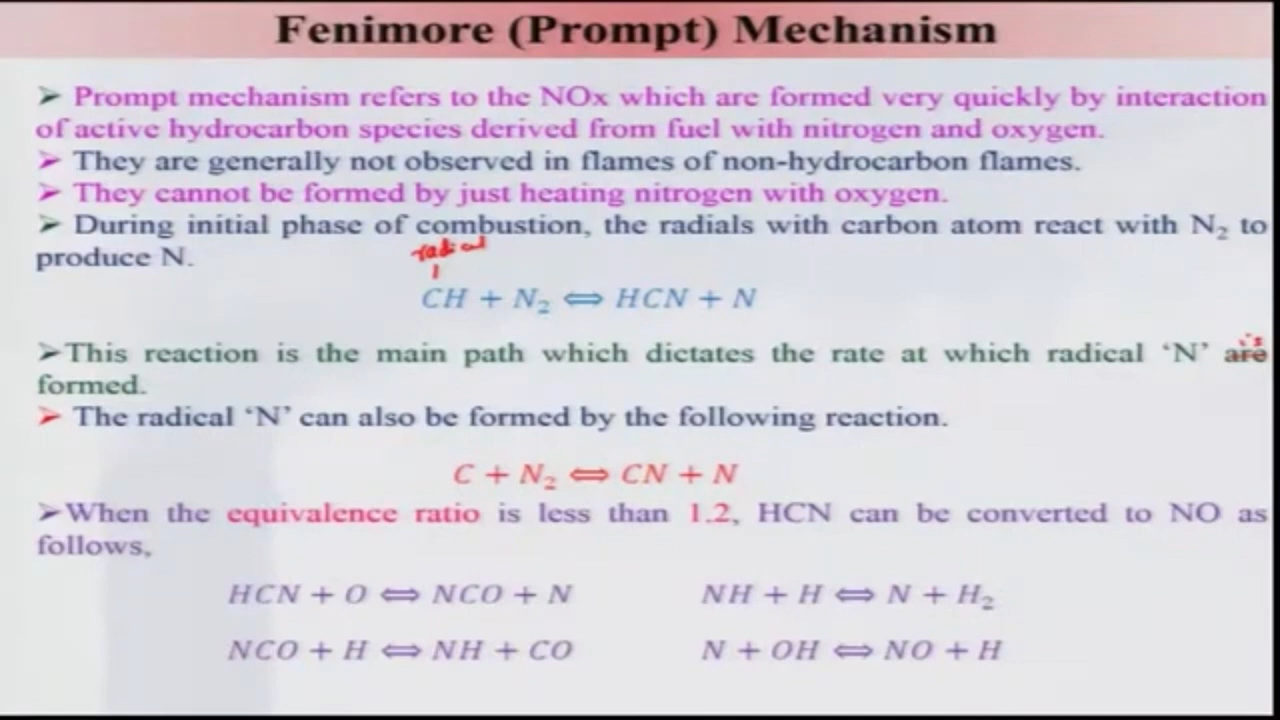 Fenimore (Prompt) Mechanism
➢ Prompt mechanism refers to the NOx which are formed very quickly by interaction
of active hydrocarbon species derived from fuel with nitrogen and oxygen.
➢ They are generally not observed in flames of non-hydrocarbon flames.
➢ They cannot be formed by just heating nitrogen with oxygen.
➢ During initial phase of combustion, the radials with carbon atom react with N₂ to
produce N.
radical
CH + N₂ ⟺ HCN + N
➢This reaction is the main path which dictates the rate at which radical ‘N’ are is
formed.
➢ The radical ‘N’ can also be formed by the following reaction.
C + N₂ ⟺ CN + N
➢When the equivalence ratio is less than 1.2, HCN can be converted to NO as
follows,
HCN + O ⟺ NCO + N NH + H ⟺ N + H₂
NCO + H ⟺ NH + CO N + OH ⟺ NO + H